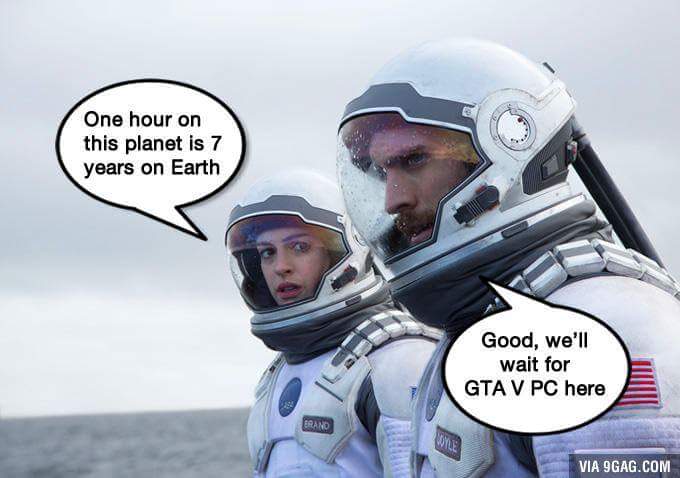 One hour on
this planet is 7
years on Earth
Good, we'll
wait for
GTA V PC here
BRAND
DOYLE
VIA 9GAG.COM